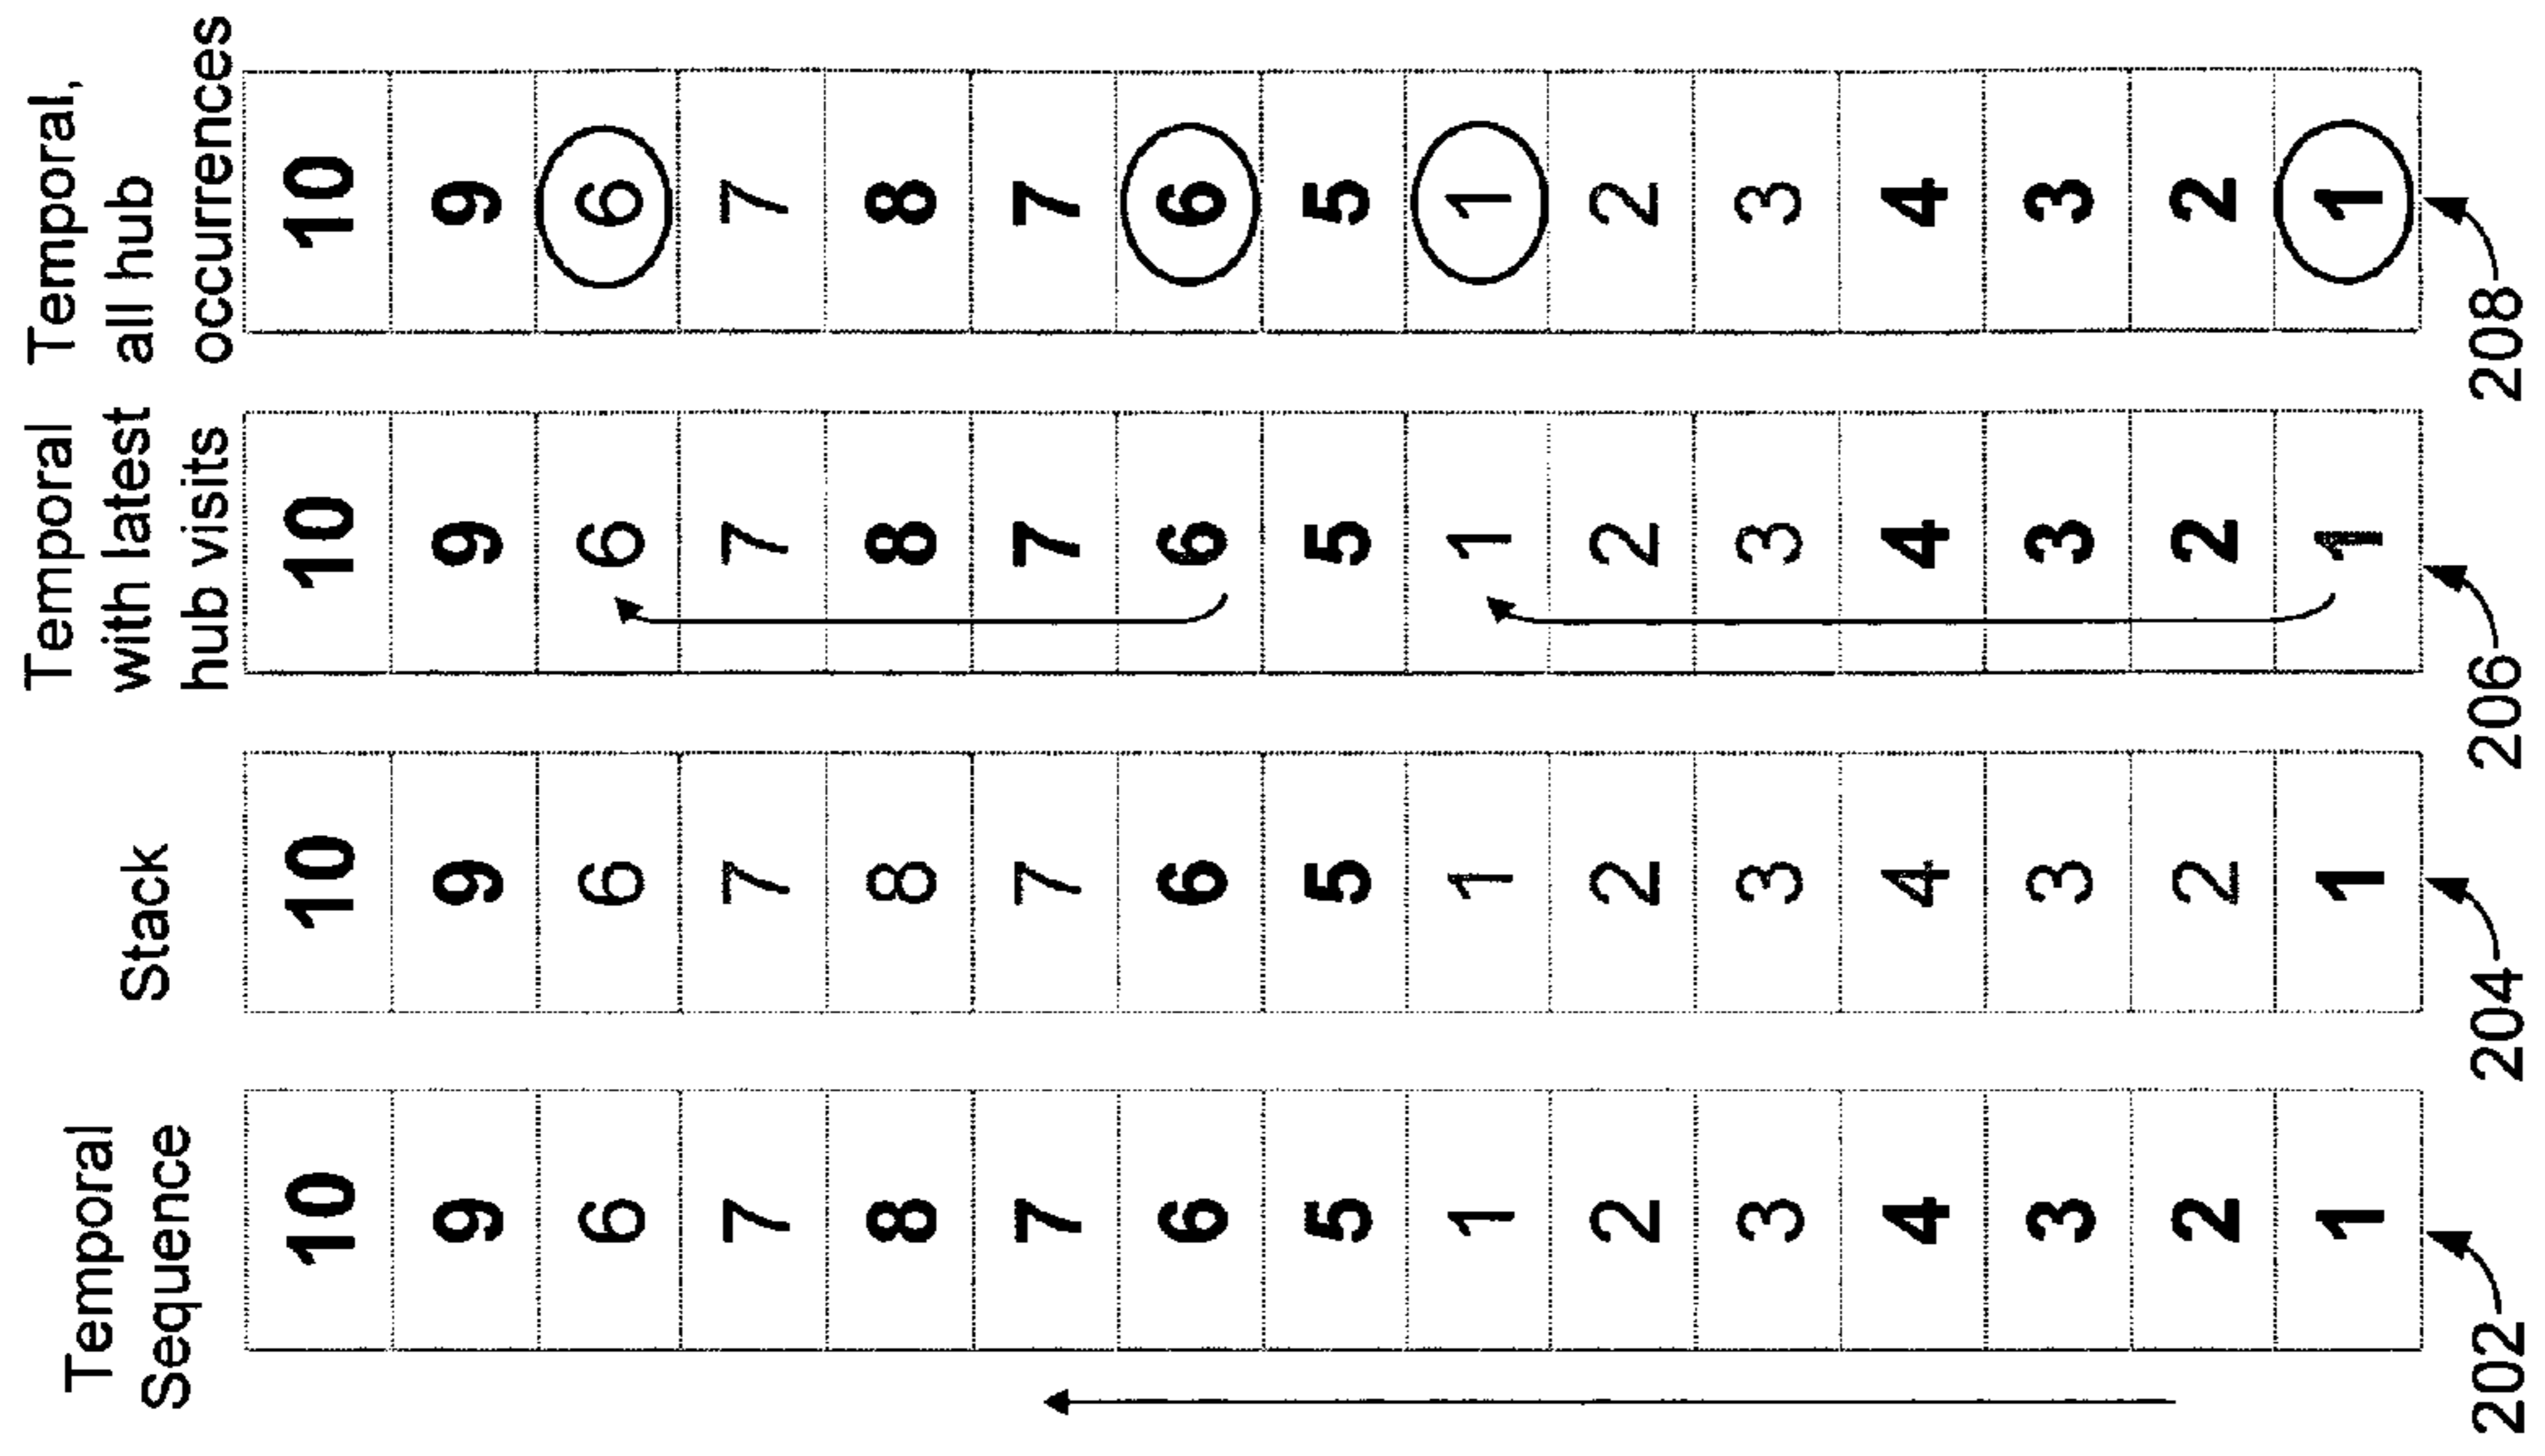 Temporal
Sequence
Stack
Temporal
with latest
hub visits
Temporal,
all hub
occurrences
10 10 10 10
9 9 9 9
6 6 6 6
7 7 7 7
8 8 8 8
7 7 7 7
6 6 6 6
5 5 5 5
1 1 1 1
2 2 2 2
3 3 3 3
4 4 4 4
3 3 3 3
2 2 2 2
1 1 1 1
202 204 206 208